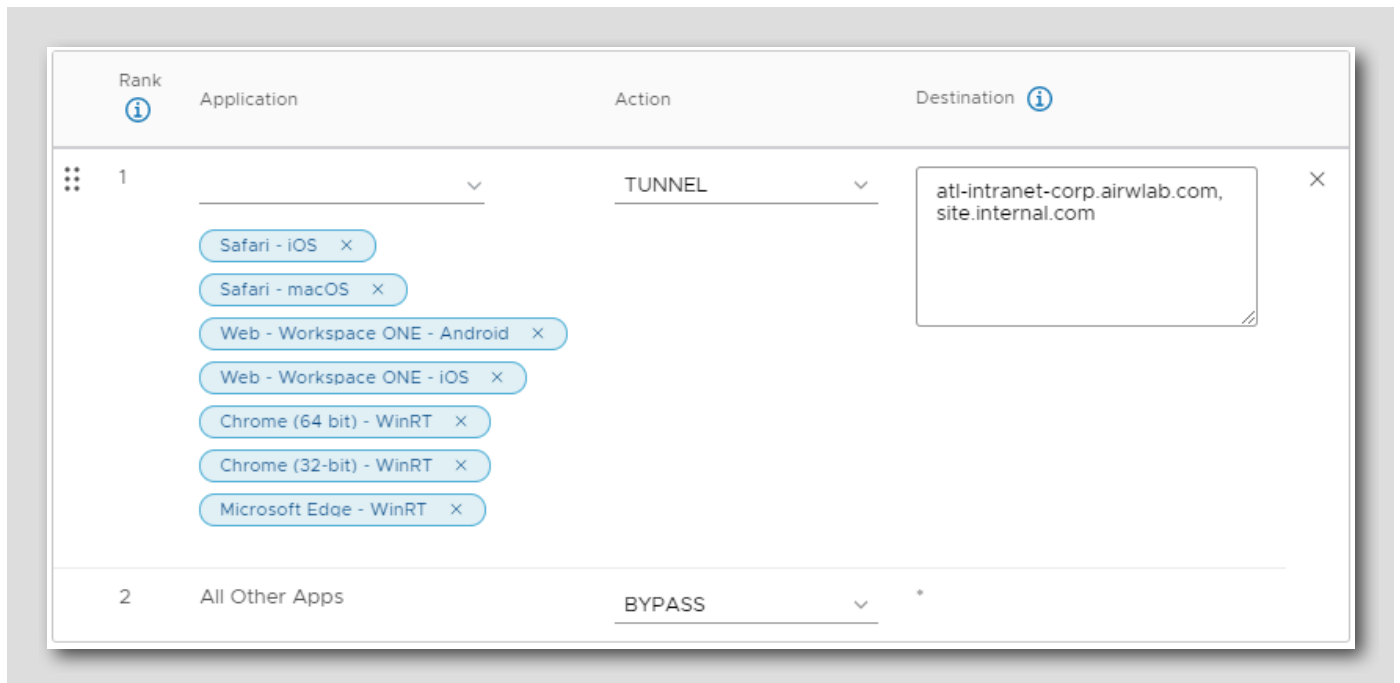 Rank
Application
Action
Destination
1
TUNNEL
atl-intranet-corp.airwlab.com,
site.internal.com
Safari - iOS
Safari - macOS
Web - Workspace ONE - Android
Web - Workspace ONE - iOS
Chrome (64 bit) - WinRT
Chrome (32-bit) - WinRT
Microsoft Edge - WinRT
2
All Other Apps
BYPASS
*